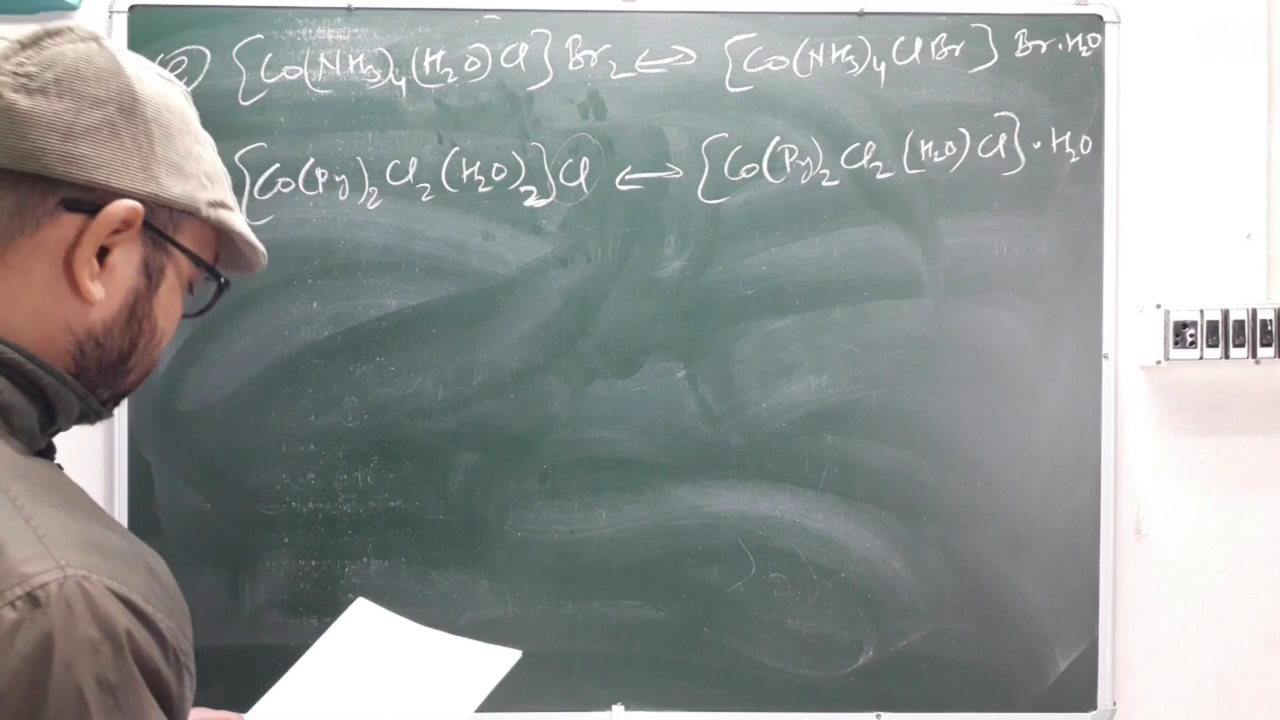 [Co(NH₃)₄(H₂O)Cl]Br₂ ↔ [Co(NH₃)₄ClBr] Br·H₂O
[Co(Py)₂Cl₂(H₂O)₂]Cl ↔ [Co(Py)₂Cl₂(H₂O)Cl]·H₂O